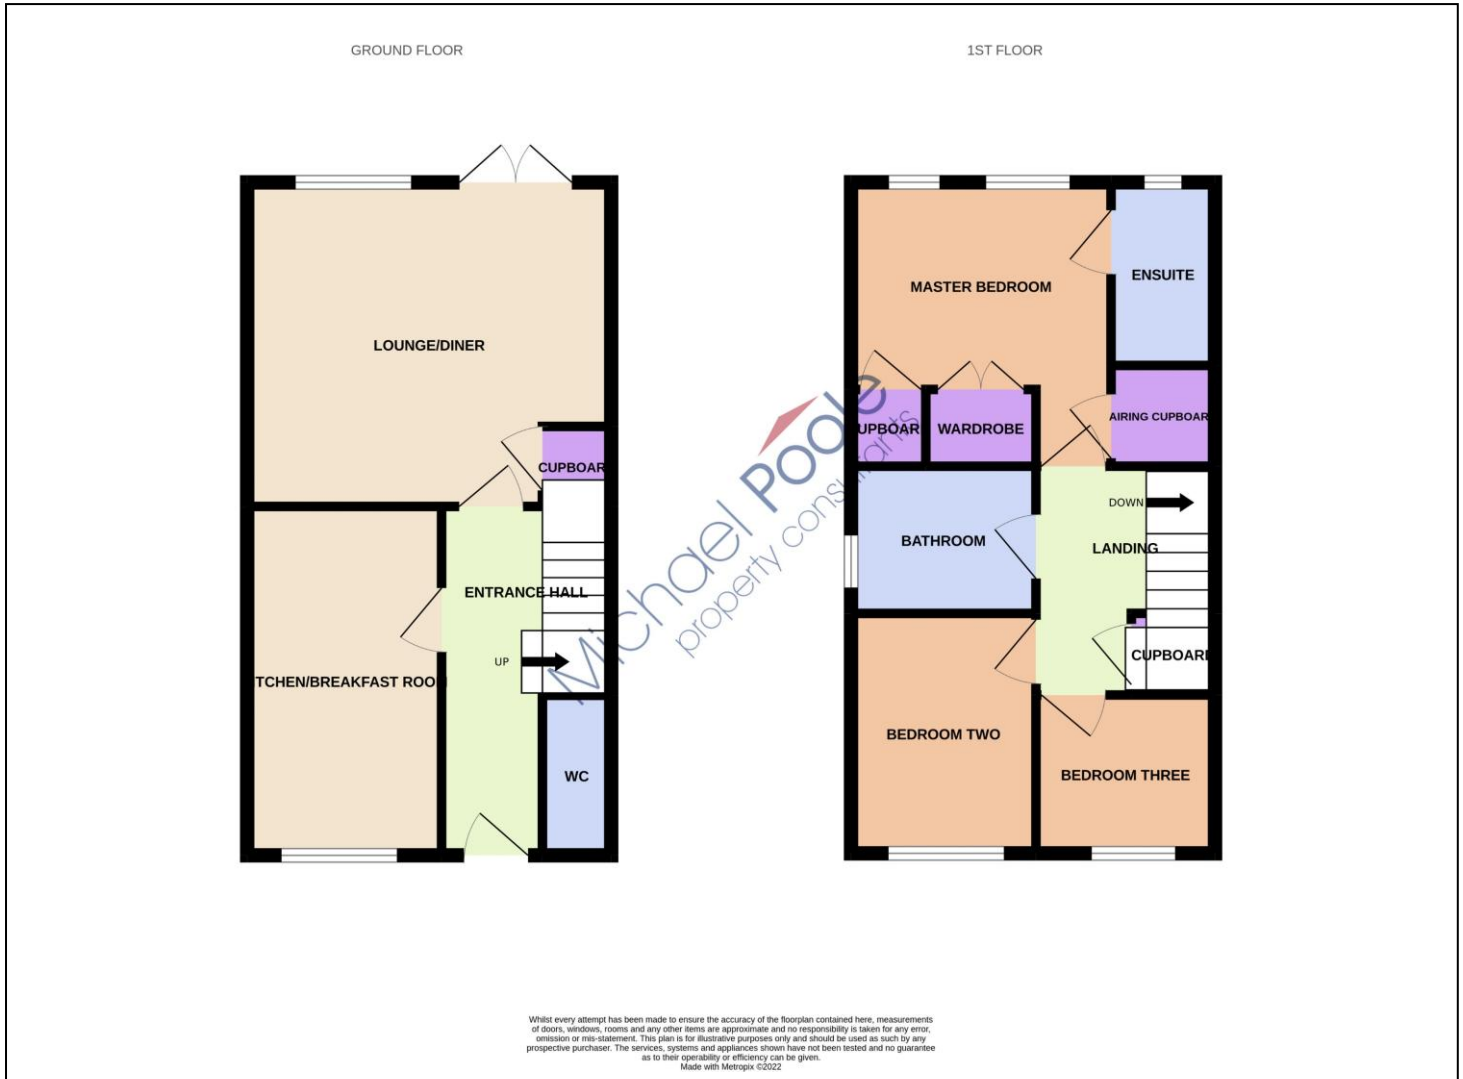 GROUND FLOOR
1ST FLOOR
LOUNGE/DINER
CUPBOAR
ENTRANCE HALL
UP
TCHEN/BREAKFAST ROO
WC
MASTER BEDROOM
ENSUITE
UPBOAR
WARDROBE
AIRING CUPBOAR
BATHROOM
DOWN
LANDING
CUPBOARD
BEDROOM TWO
BEDROOM THREE
Michael Poole
property consultants
Whilst every attempt has been made to ensure the accuracy of the floorplan contained here, measurements
of doors, windows, rooms and any other items are approximate and no responsibility is taken for any error,
omission or mis-statement. This plan is for illustrative purposes only and should be used as such by any
prospective purchaser. The services, systems and appliances shown have not been tested and no guarantee
as to their operability or efficiency can be given.
Made with Metropix ©2022